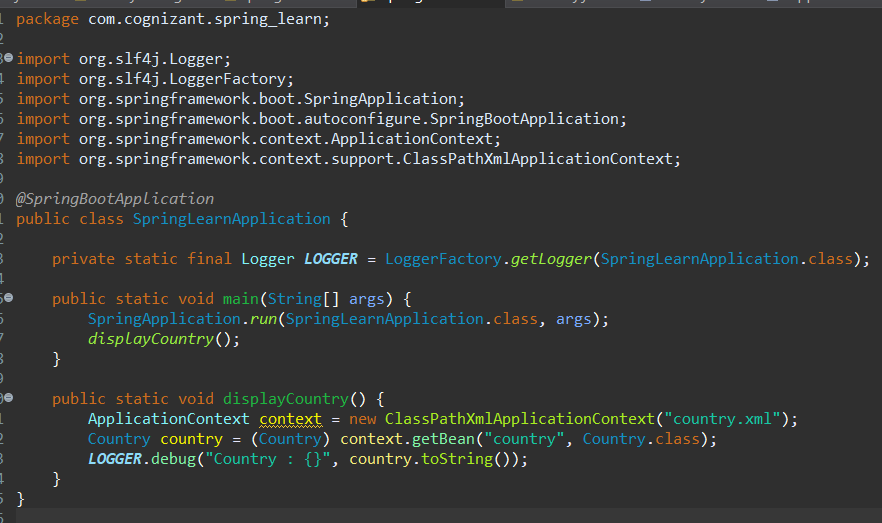 package com.cognizant.spring_learn;
import org.slf4j.Logger;
import org.slf4j.LoggerFactory;
import org.springframework.boot.SpringApplication;
import org.springframework.boot.autoconfigure.SpringBootApplication;
import org.springframework.context.ApplicationContext;
import org.springframework.context.support.ClassPathXmlApplicationContext;
@SpringBootApplication
public class SpringLearnApplication {
private static final Logger LOGGER = LoggerFactory.getLogger(SpringLearnApplication.class);
public static void main(String[] args) {
SpringApplication.run(SpringLearnApplication.class, args);
displayCountry();
}
public static void displayCountry() {
ApplicationContext context = new ClassPathXmlApplicationContext("country.xml");
Country country = (Country) context.getBean("country", Country.class);
LOGGER.debug("Country : {}", country.toString());
}
}